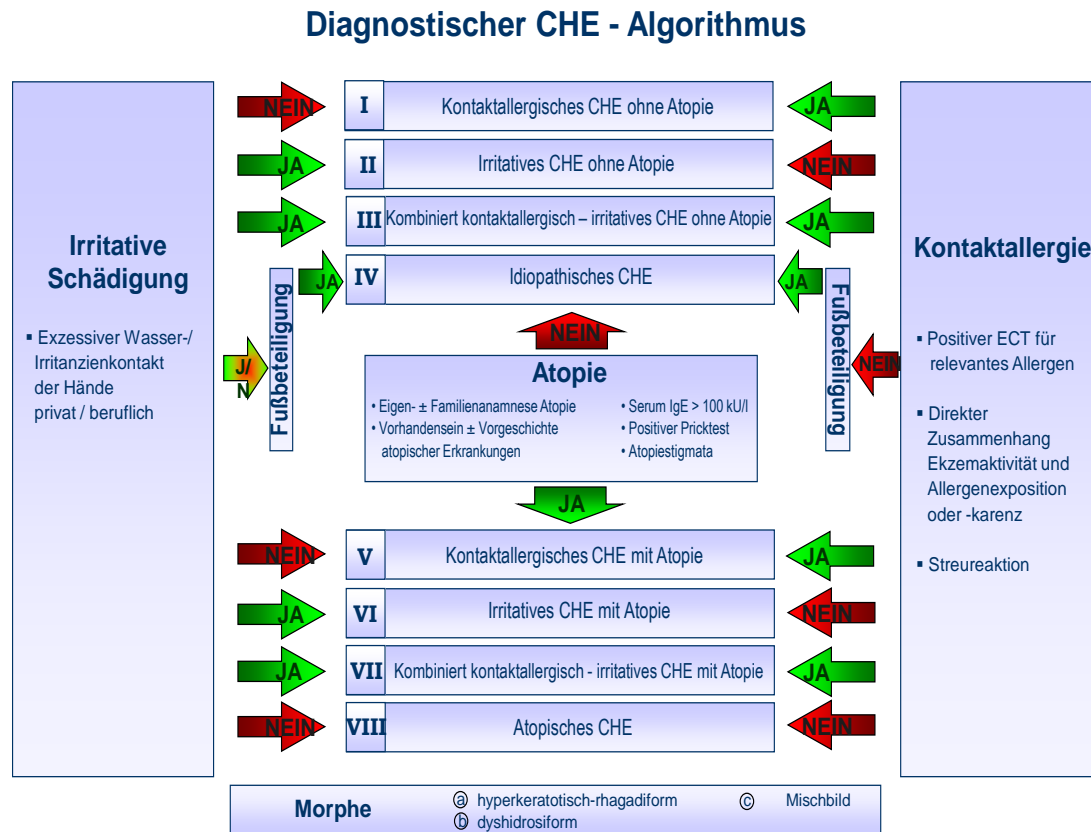 Diagnostischer CHE - Algorithmus
Irritative
Schädigung
▪ Exzessiver Wasser-/
Irritanzienkontakt
der Hände
privat / beruflich
NEIN
I
Kontaktallergisches CHE ohne Atopie
JA
JA
II
Irritatives CHE ohne Atopie
NEIN
JA
III
Kombiniert kontaktallergisch – irritatives CHE ohne Atopie
JA
J/
N
Fußbeteiligung
JA
IV
Idiopathisches CHE
JA
Fußbeteiligung
NEIN
NEIN
Atopie
• Eigen- ± Familienanamnese Atopie
• Vorhandensein ± Vorgeschichte
atopischer Erkrankungen
• Serum IgE > 100 kU/l
• Positiver Pricktest
• Atopiestigmata
JA
NEIN
V
Kontaktallergisches CHE mit Atopie
JA
JA
VI
Irritatives CHE mit Atopie
NEIN
JA
VII
Kombiniert kontaktallergisch - irritatives CHE mit Atopie
JA
NEIN
VIII
Atopisches CHE
NEIN
Kontaktallergie
▪ Positiver ECT für
relevantes Allergen
▪ Direkter
Zusammenhang
Ekzemaktivität und
Allergenexposition
oder -karenz
▪ Streureaktion
Morphe
ⓐ hyperkeratotisch-rhagadiform
ⓑ dyshidrosiform
ⓒ Mischbild